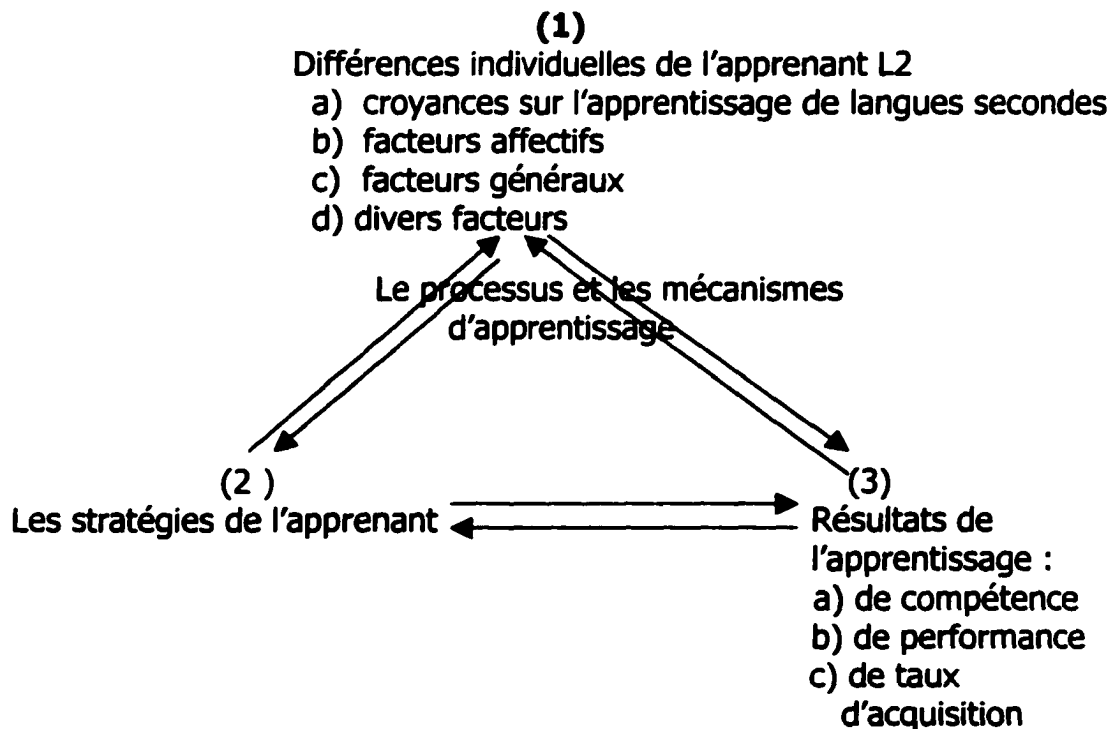 (1)
Différences individuelles de l'apprenant L2
a) croyances sur l'apprentissage de langues secondes
b) facteurs affectifs
c) facteurs généraux
d) divers facteurs
Le processus et les mécanismes
d'apprentissage
(2 )
Les stratégies de l'apprenant
(3)
Résultats de
l'apprentissage :
a) de compétence
b) de performance
c) de taux
d'acquisition